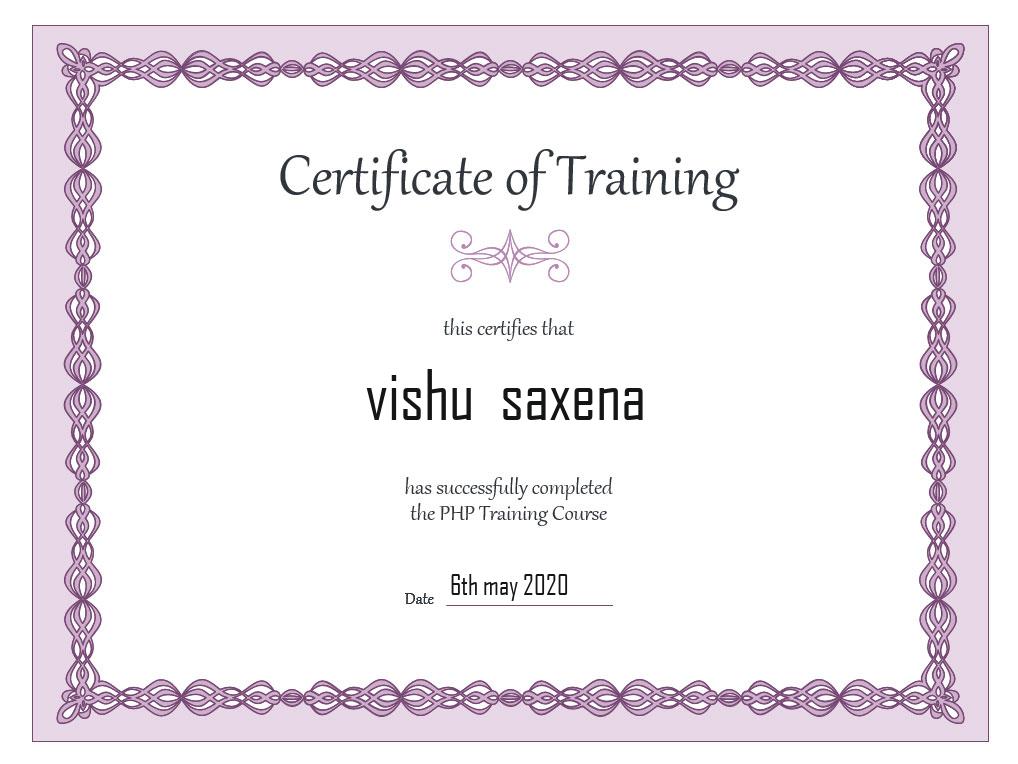 Certificate of Training
this certifies that
vishu saxena
has successfully completed
the PHP Training Course
Date 6th may 2020